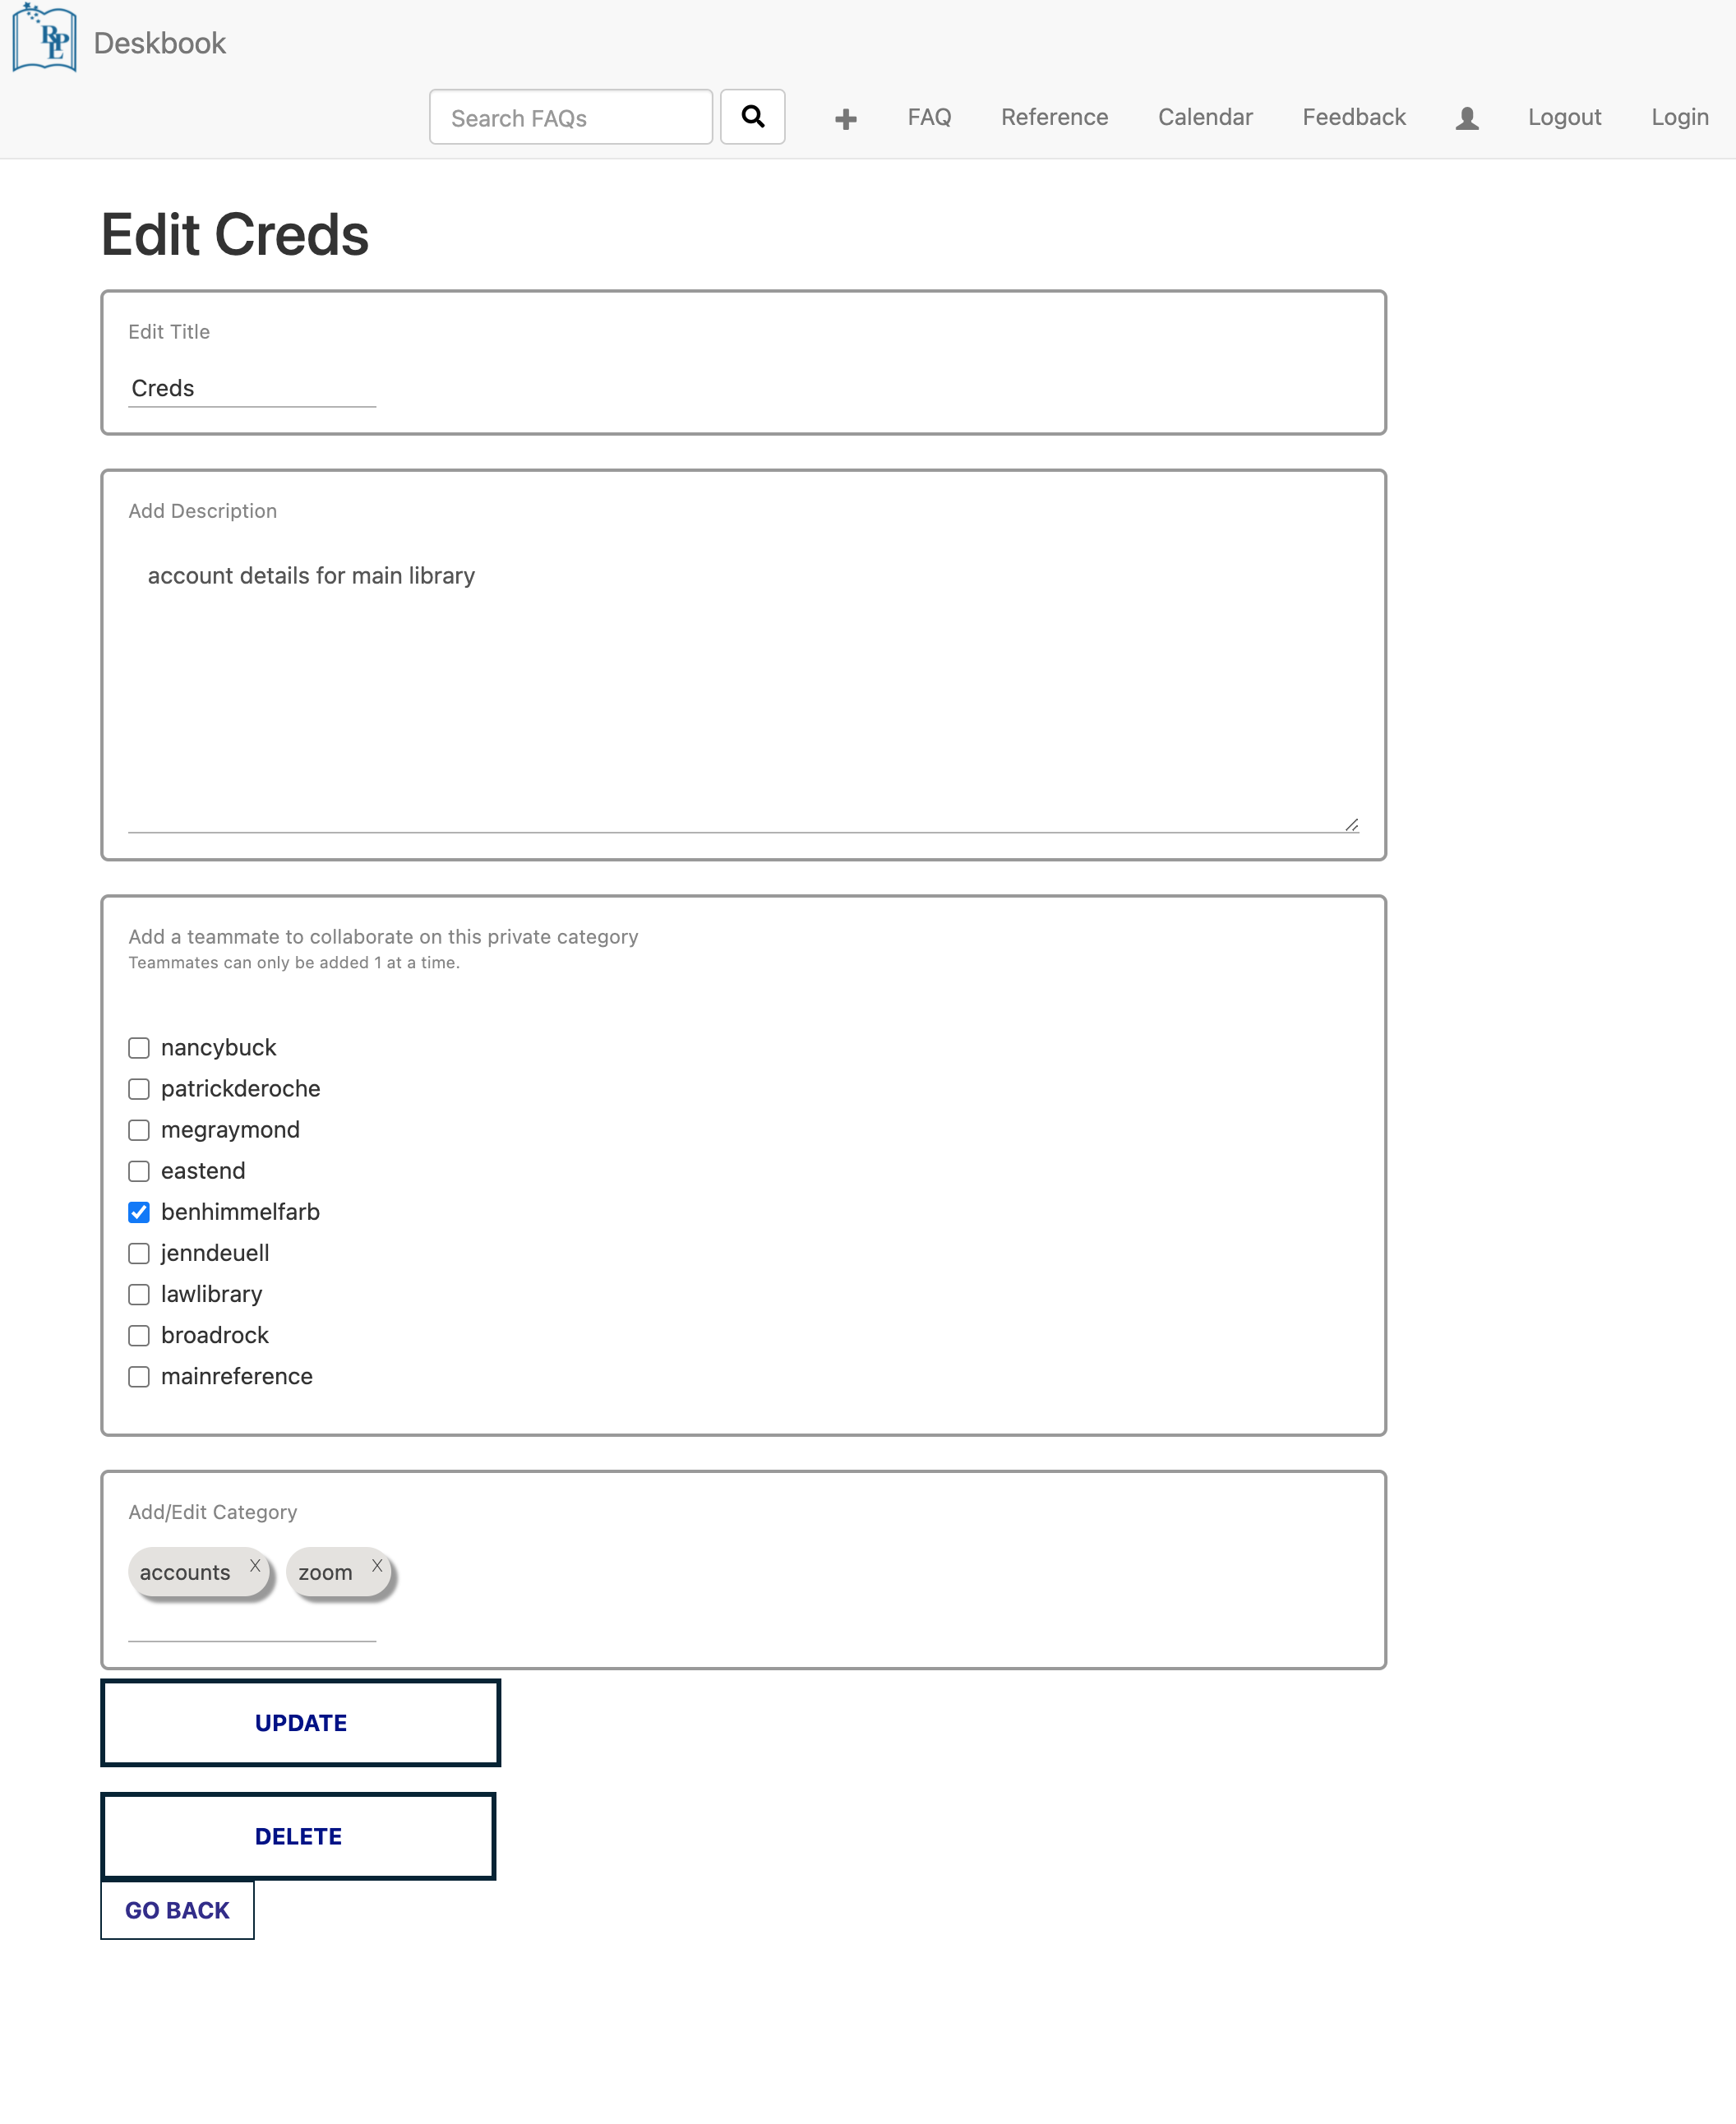 RPL Deskbook
Search FAQs FAQ Reference Calendar Feedback Logout Login
Edit Creds
Edit Title
Creds
Add Description
account details for main library
Add a teammate to collaborate on this private category
Teammates can only be added 1 at a time.
nancybuck
patrickderoche
megraymond
eastend
benhimmelfarb
jenndeuell
lawlibrary
broadrock
mainreference
Add/Edit Category
accounts X zoom X
UPDATE
DELETE
GO BACK